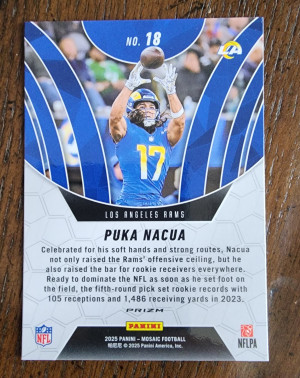 NO. 18
17
LOS ANGELES RAMS
PUKA NACUA
Celebrated for his soft hands and strong routes, Nacua
not only raised the Rams' offensive ceiling, but he
also raised the bar for rookie receivers everywhere.
Ready to dominate the NFL as soon as he set foot on
the field, the fifth-round pick set rookie records with
105 receptions and 1,486 receiving yards in 2023.
PRIZM
PANINI
NFL
NFLPA
2025 PANINI – MOSAIC FOOTBALL
帕尼尼 © 2025 Panini America, Inc.